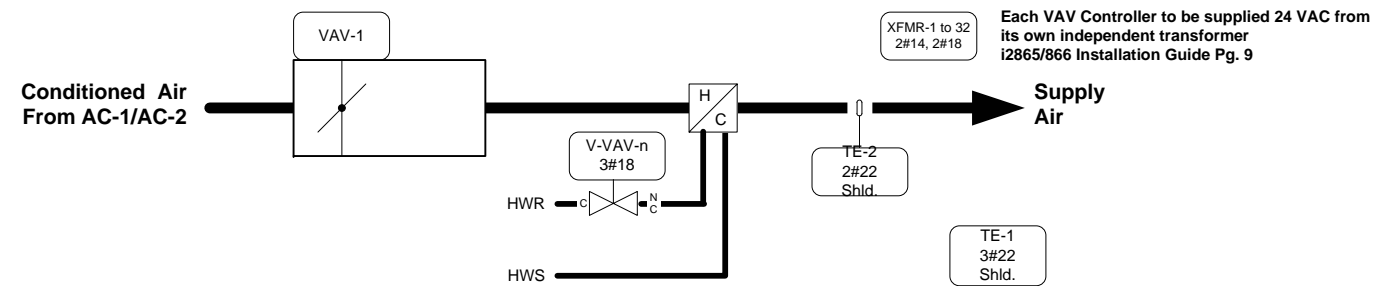 VAV-1
XFMR-1 to 32
2#14, 2#18
Each VAV Controller to be supplied 24 VAC from
its own independent transformer
i2865/866 Installation Guide Pg. 9
Conditioned Air
From AC-1/AC-2
H
C
Supply
Air
V-VAV-n
3#18
TE-2
2#22
Shld.
HWR
C
N
C
TE-1
3#22
Shld.
HWS